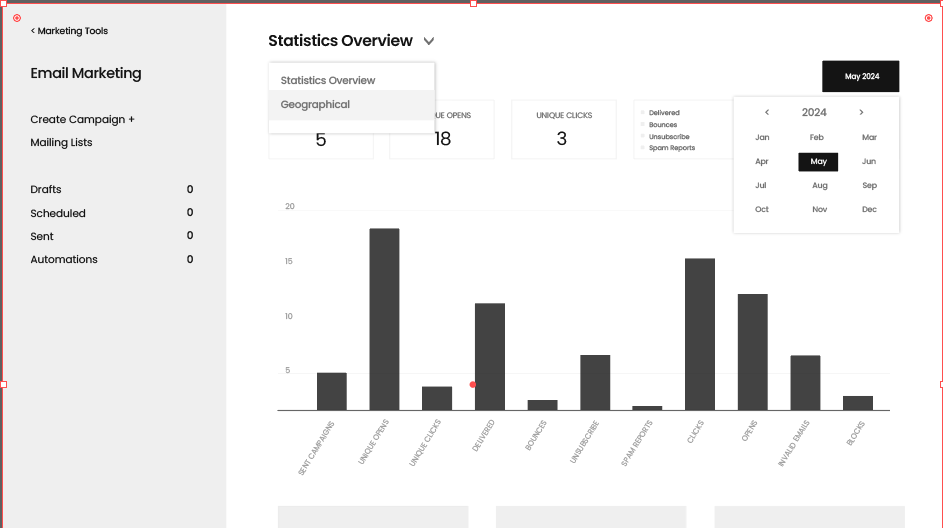 < Marketing Tools
Email Marketing
Create Campaign +
Mailing Lists
Drafts 0
Scheduled 0
Sent 0
Automations 0
Statistics Overview
Statistics Overview
Geographical
May 2024
5
UE OPENS
18
UNIQUE CLICKS
3
Delivered
Bounces
Unsubscribe
Spam Reports
< 2024 >
Jan Feb Mar
Apr May Jun
Jul Aug Sep
Oct Nov Dec
20
15
10
5
SENT CAMPAIGNS
UNIQUE OPENS
UNIQUE CLICKS
DELIVERED
BOUNCES
UNSUBSCRIBE
SPAM REPORTS
CLICKS
OPENS
INVALID EMAILS
BLOCKS